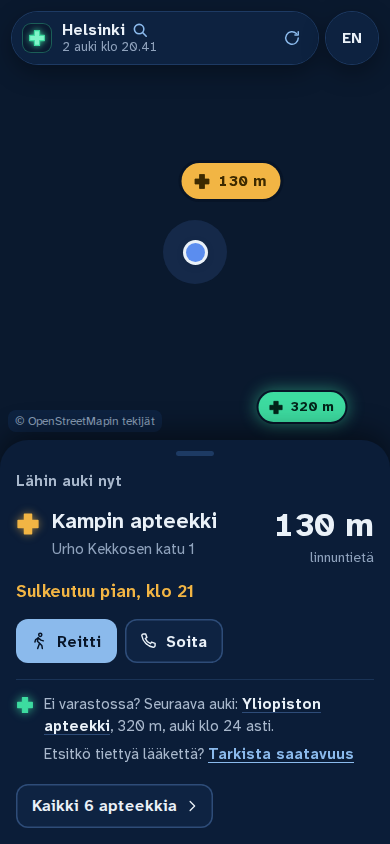 Helsinki
2 auki klo 20.41
EN
130 m
320 m
© OpenStreetMapin tekijät
Lähin auki nyt
Kampin apteekki
130 m
Urho Kekkosen katu 1
linnuntietä
Sulkeutuu pian, klo 21
Reitti
Soita
Ei varastossa? Seuraava auki: Yliopiston
apteekki, 320 m, auki klo 24 asti.
Etsitkö tiettyä lääkettä? Tarkista saatavuus
Kaikki 6 apteekkia